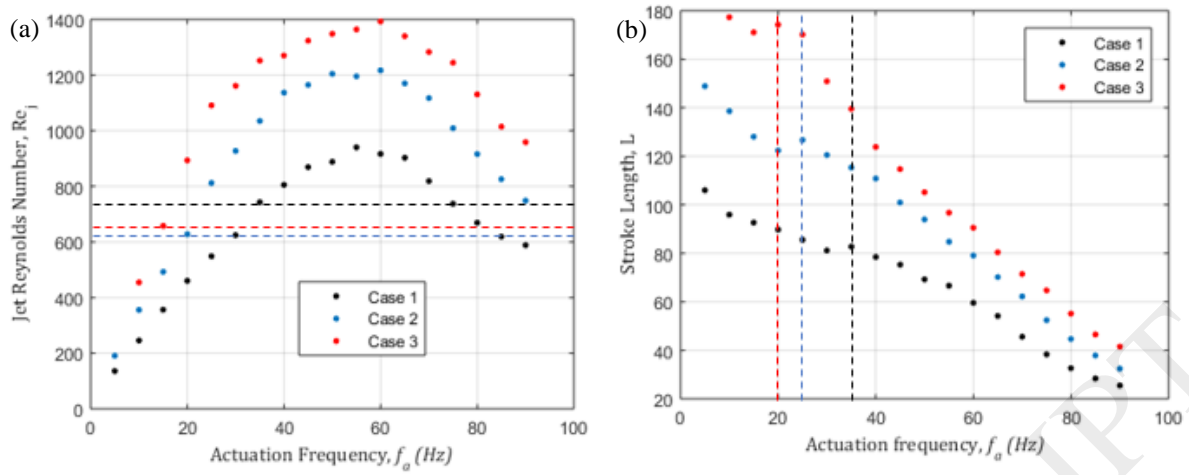 (a)
1400
1200
1000
800
600
400
200
0
Jet Reynolds Number, Re_j
Case 1
Case 2
Case 3
0 20 40 60 80 100
Actuation Frequency, f_a (Hz)
(b)
180
160
140
120
100
80
60
40
20
Stroke Length, L
Case 1
Case 2
Case 3
0 20 40 60 80 100
Actuation frequency, f_a (Hz)